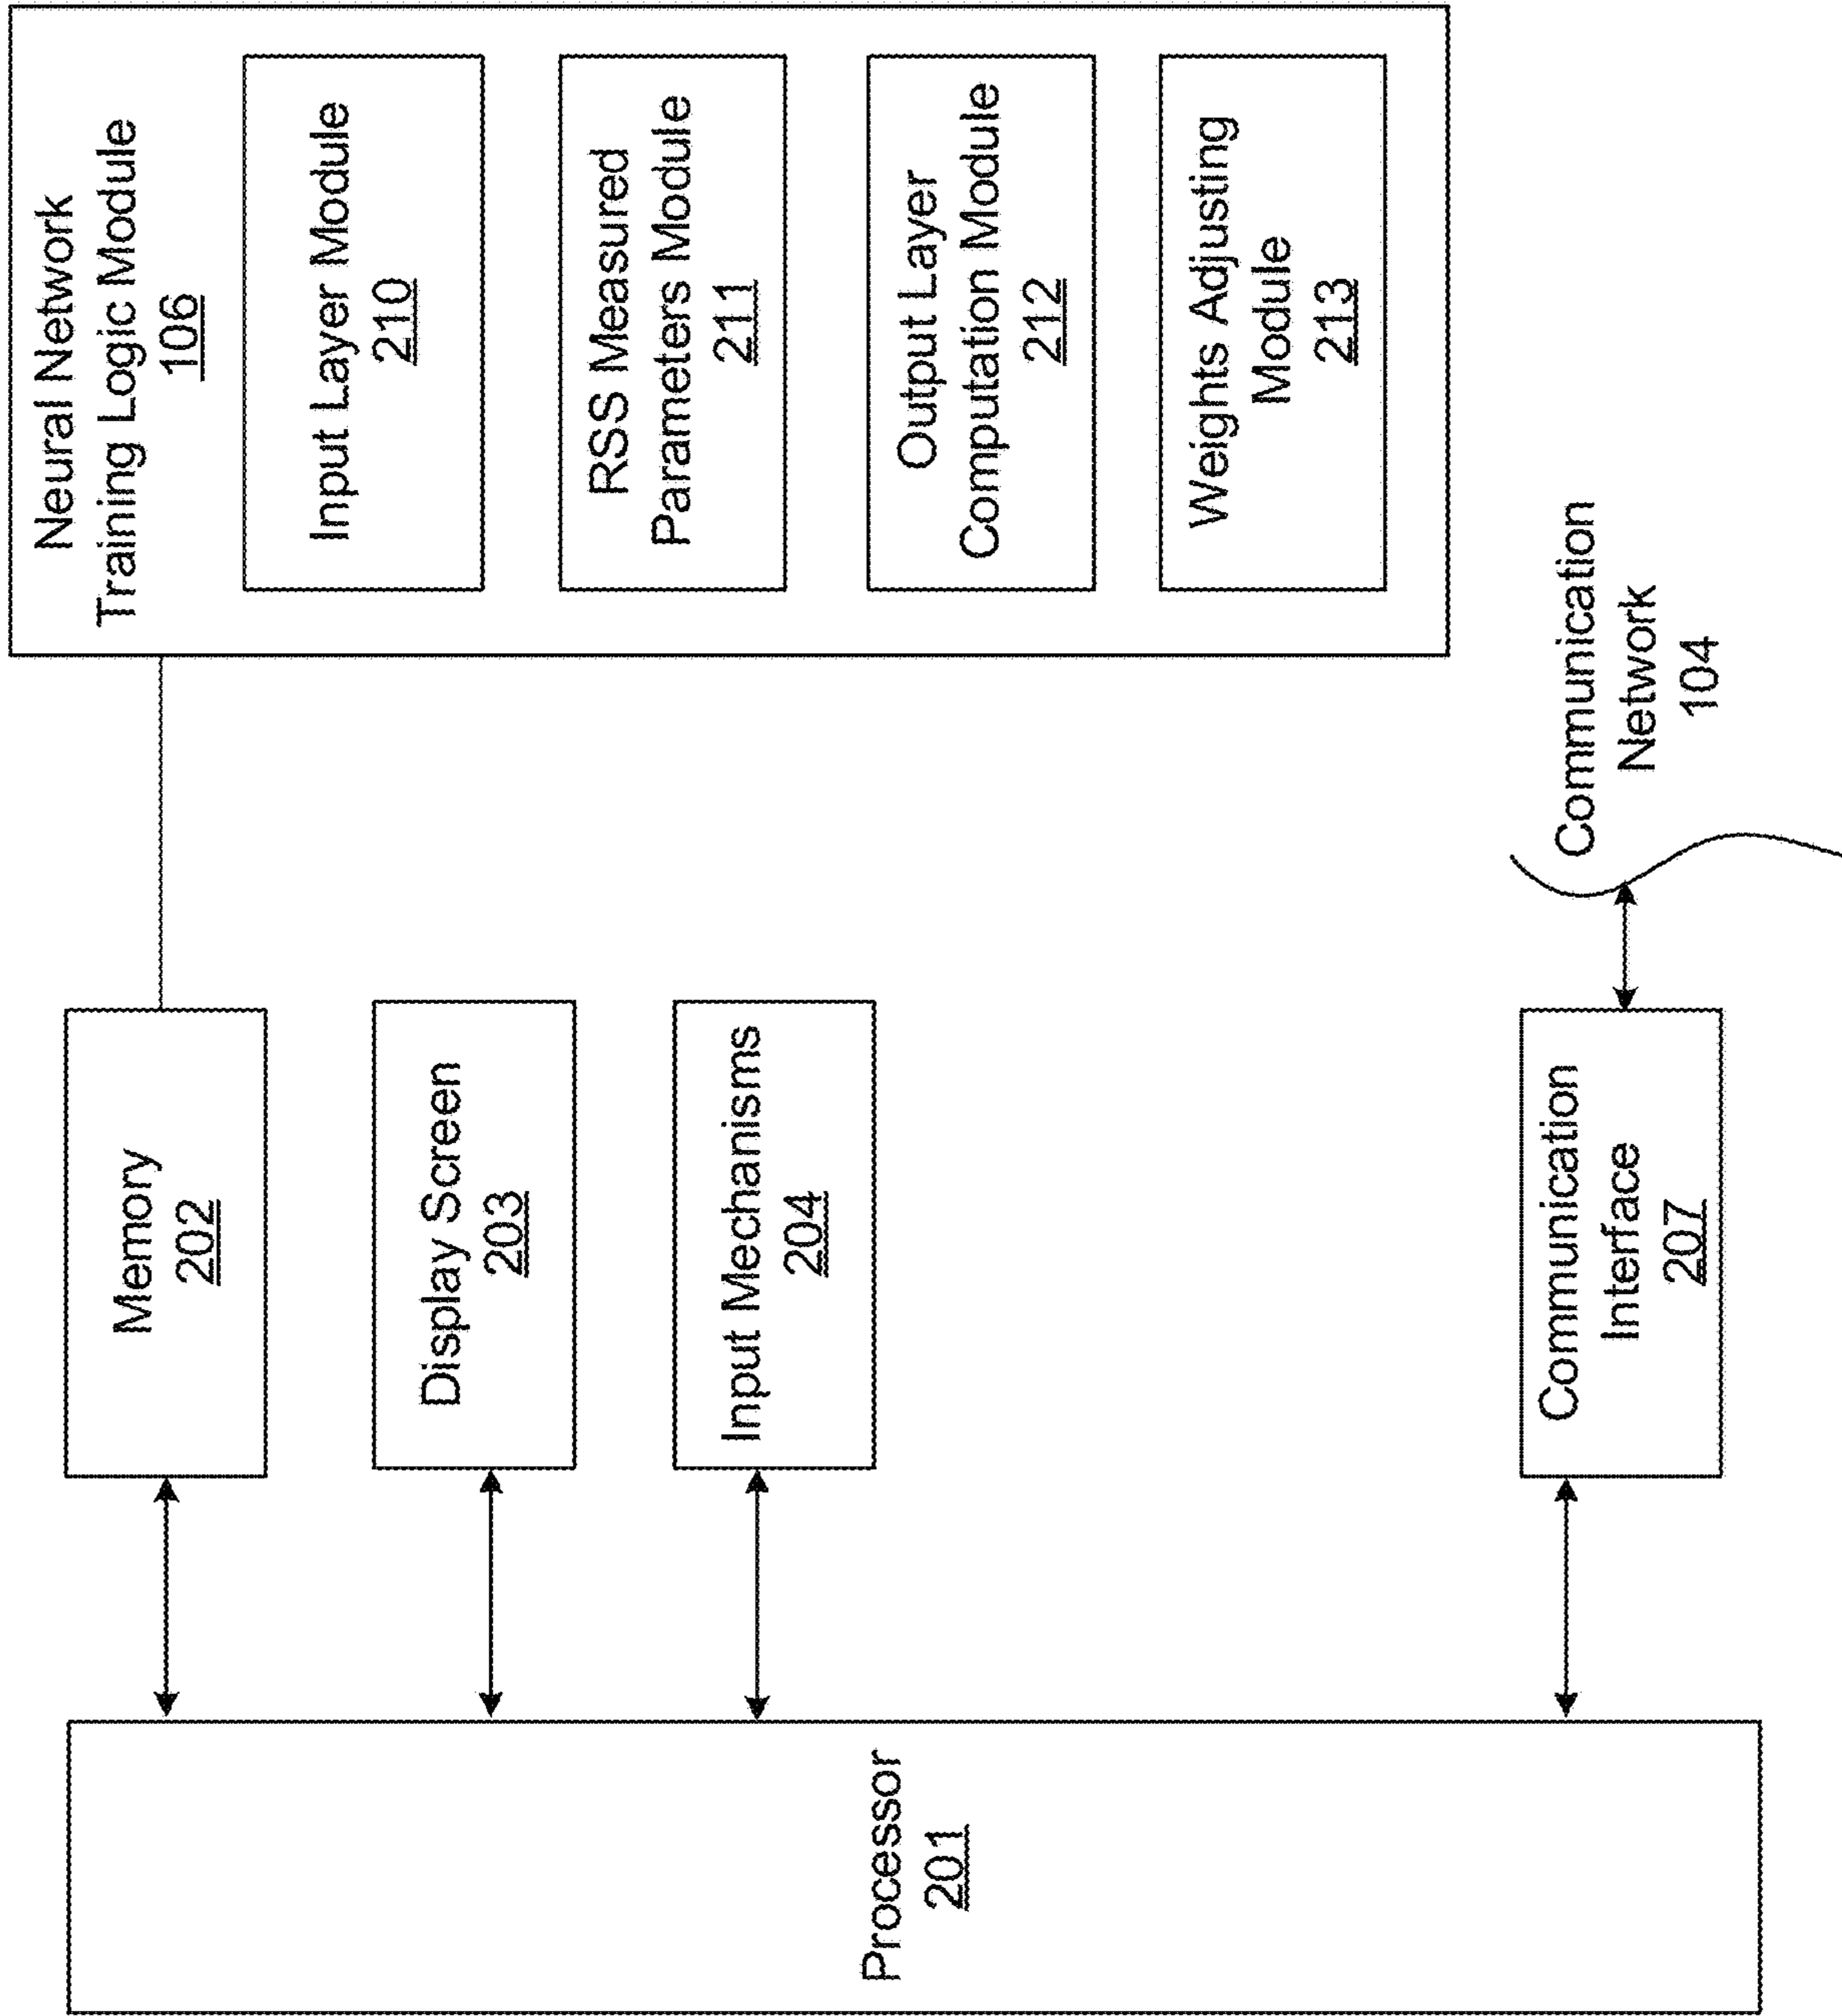 Processor
201
Memory
202
Display Screen
203
Input Mechanisms
204
Communication
Interface
207
Neural Network
Training Logic Module
106
Input Layer Module
210
RSS Measured
Parameters Module
211
Output Layer
Computation Module
212
Weights Adjusting
Module
213
Communication
Network
104